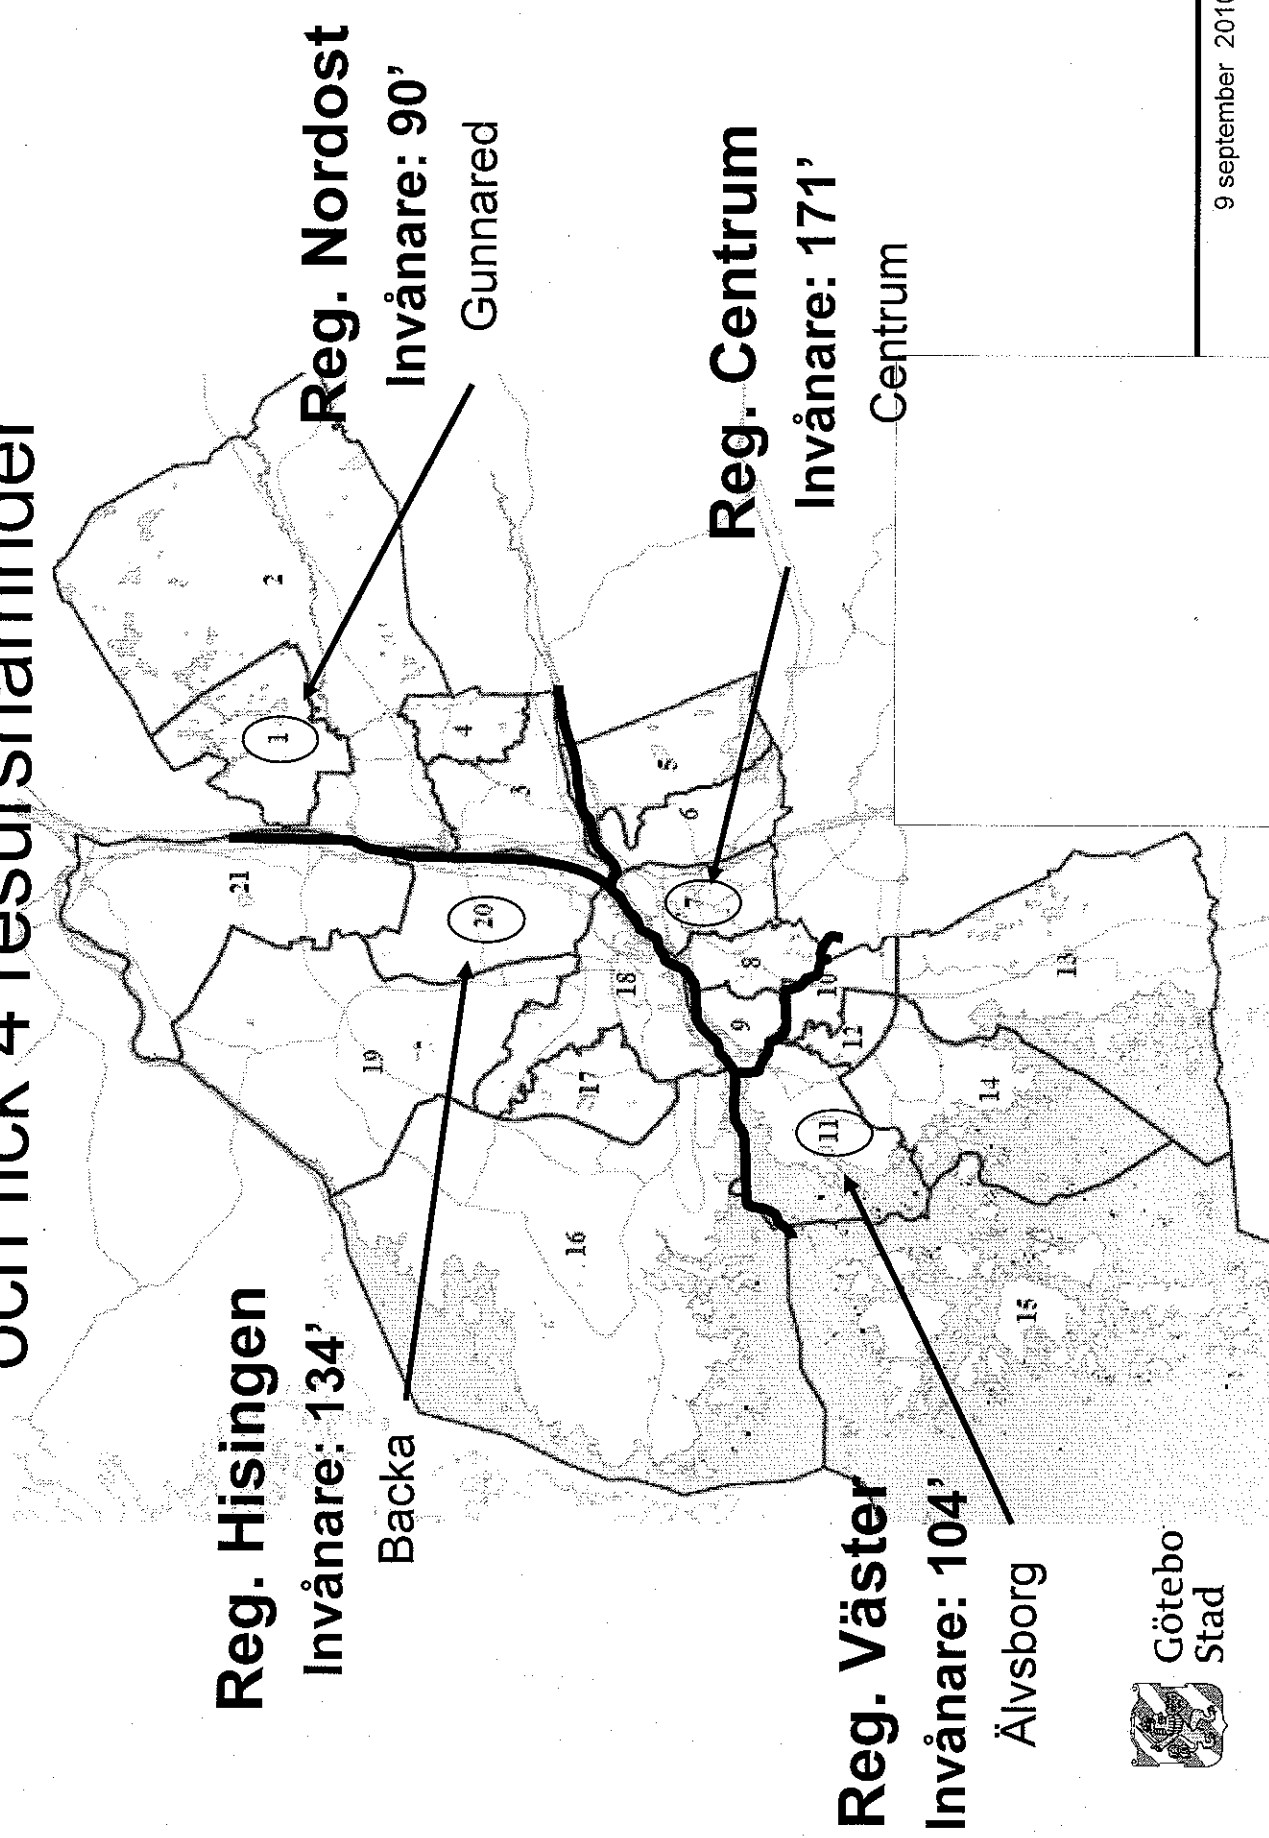 och fick 4 resursnämnder
Reg. Hisingen
Invånare: 134'
Backa
Reg. Nordost
Invånare: 90'
Gunnared
Reg. Centrum
Invånare: 171'
Centrum
Reg. Väster
Invånare: 104'
Älvsborg
21
2
1
19
20
4
3
17
18
16
5
6
7
8
9
10
11
12
14
13
15
Götebo
Stad
9 september 2010